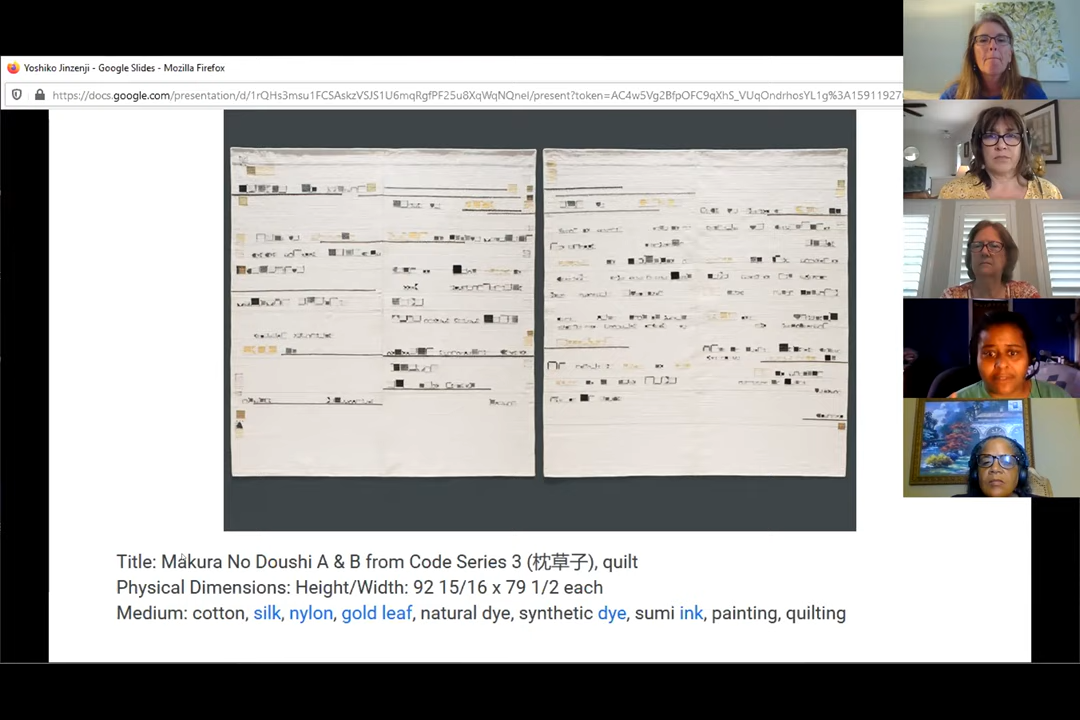 Yoshiko Jinzenji - Google Slides - Mozilla Firefox
https://docs.google.com/presentation/d/1rQHs3msu1FCSAskzVSJS1U6mqRgfPF25u8XqWqNQnel/present?token=AC4w5Vg2BfpOFC9qXhS_VUqOndrhosYL1g%3A15911927
Title: Makura No Doushi A & B from Code Series 3 (枕草子), quilt
Physical Dimensions: Height/Width: 92 15/16 x 79 1/2 each
Medium: cotton, silk, nylon, gold leaf, natural dye, synthetic dye, sumi ink, painting, quilting